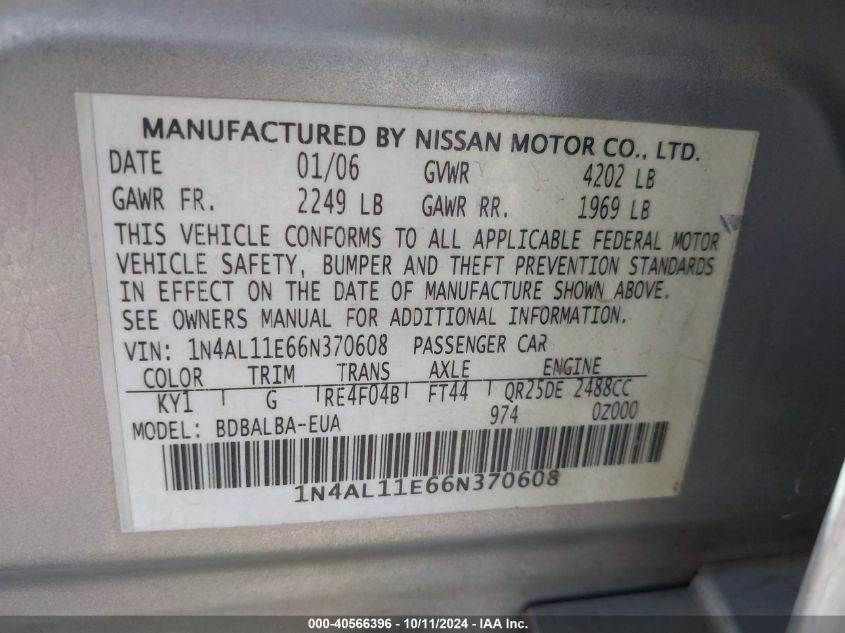 MANUFACTURED BY NISSAN MOTOR CO., LTD.
DATE 01/06 GVWR 4202 LB
GAWR FR. 2249 LB GAWR RR. 1969 LB
THIS VEHICLE CONFORMS TO ALL APPLICABLE FEDERAL MOTOR
VEHICLE SAFETY, BUMPER AND THEFT PREVENTION STANDARDS
IN EFFECT ON THE DATE OF MANUFACTURE SHOWN ABOVE.
SEE OWNERS MANUAL FOR ADDITIONAL INFORMATION.
VIN: 1N4AL11E66N370608 PASSENGER CAR
COLOR TRIM TRANS AXLE ENGINE
KY1 G RE4F04B FT44 QR25DE 2488CC
MODEL: BDBALBA-EUA 974 0Z000
1N4AL11E66N370608
000-40566396 - 10/11/2024 - IAA, Inc.